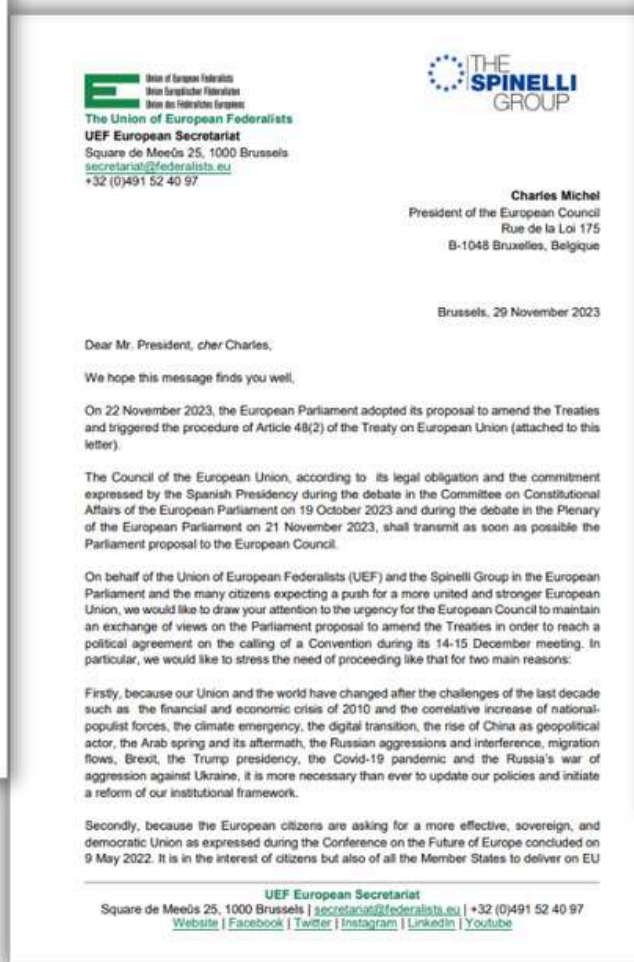 Union of European Federalists
Union Europäischer Föderalisten
Union des Fédéralistes Européens
The Union of European Federalists
UEF European Secretariat
Square de Meeûs 25, 1000 Brussels
secretariat@federalists.eu
+32 (0)491 52 40 97
THE
SPINELLI
GROUP
Charles Michel
President of the European Council
Rue de la Loi 175
B-1048 Bruxelles, Belgique
Brussels, 29 November 2023
Dear Mr. President, cher Charles,
We hope this message finds you well,
On 22 November 2023, the European Parliament adopted its proposal to amend the Treaties
and triggered the procedure of Article 48(2) of the Treaty on European Union (attached to this
letter).
The Council of the European Union, according to its legal obligation and the commitment
expressed by the Spanish Presidency during the debate in the Committee on Constitutional
Affairs of the European Parliament on 19 October 2023 and during the debate in the Plenary
of the European Parliament on 21 November 2023, shall transmit as soon as possible the
Parliament proposal to the European Council.
On behalf of the Union of European Federalists (UEF) and the Spinelli Group in the European
Parliament and the many citizens expecting a push for a more united and stronger European
Union, we would like to draw your attention to the urgency for the European Council to maintain
an exchange of views on the Parliament proposal to amend the Treaties in order to reach a
political agreement on the calling of a Convention during its 14-15 December meeting. In
particular, we would like to stress the need of proceeding like that for two main reasons:
Firstly, because our Union and the world have changed after the challenges of the last decade
such as the financial and economic crisis of 2010 and the correlative increase of national-
populist forces, the climate emergency, the digital transition, the rise of China as geopolitical
actor, the Arab spring and its aftermath, the Russian aggressions and interference, migration
flows, Brexit, the Trump presidency, the Covid-19 pandemic and the Russia's war of
aggression against Ukraine, it is more necessary than ever to update our policies and initiate
a reform of our institutional framework.
Secondly, because the European citizens are asking for a more effective, sovereign, and
democratic Union as expressed during the Conference on the Future of Europe concluded on
9 May 2022. It is in the interest of citizens but also of all the Member States to deliver on EU
UEF European Secretariat
Square de Meeûs 25, 1000 Brussels | secretariat@federalists.eu | +32 (0)491 52 40 97
Website | Facebook | Twitter | Instagram | LinkedIn | Youtube